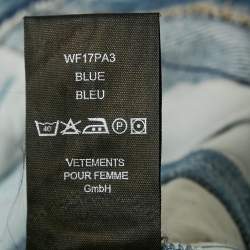 WF17PA3
BLUE
BLEU
40 P
VETEMENTS
POUR FEMME
GmbH